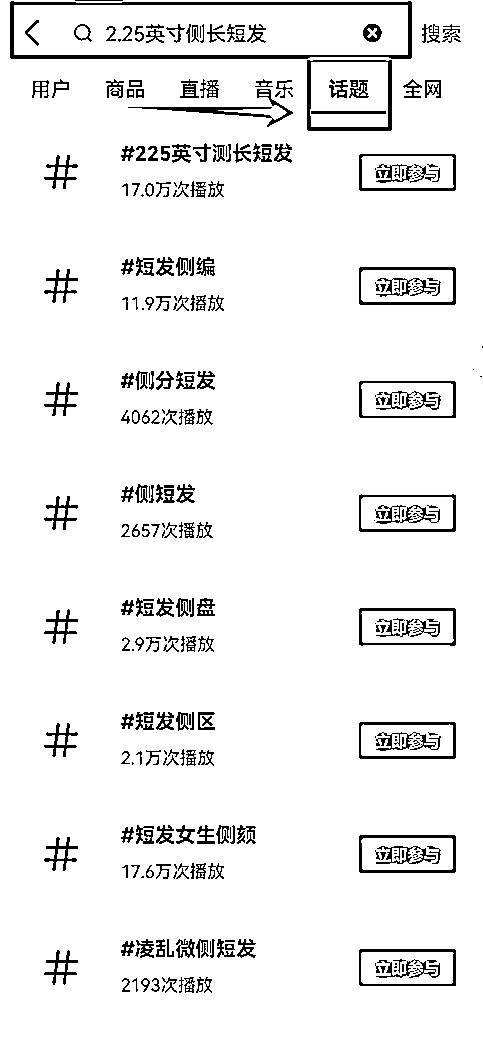 2.25英寸侧长短发
搜索
用户 商品 直播 音乐 话题 全网
#225英寸测长短发
17.0万次播放
立即参与
#短发侧编
11.9万次播放
立即参与
#侧分短发
4062次播放
立即参与
#侧短发
2657次播放
立即参与
#短发侧盘
2.9万次播放
立即参与
#短发侧区
2.1万次播放
立即参与
#短发女生侧颏
17.6万次播放
立即参与
#凌乱微侧短发
2193次播放
立即参与